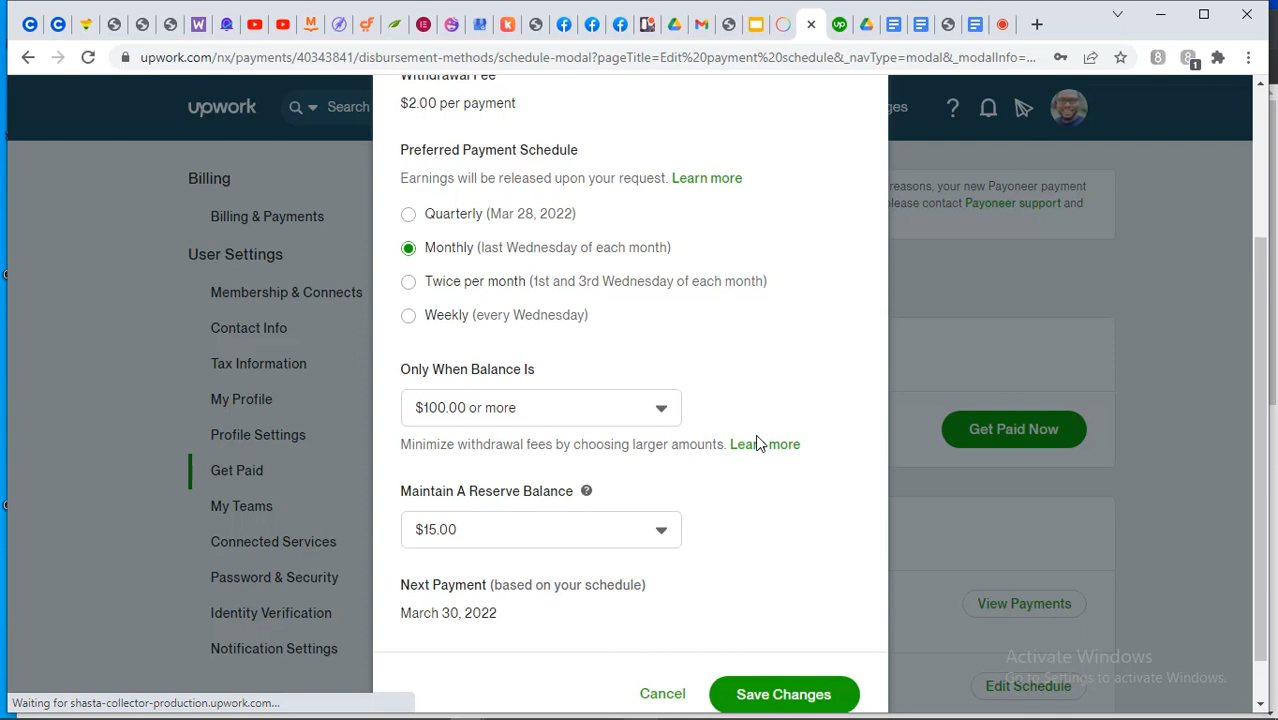 upwork.com/nx/payments/40343841/disbursement-methods/schedule-modal?pageTitle=Edit%20payment%20schedule&_navType=modal&_modalInfo=...
1
Withdrawal Fee
upwork
Search
ges
$2.00 per payment
Preferred Payment Schedule
Earnings will be released upon your request. Learn more
Quarterly (Mar 28, 2022)
Monthly (last Wednesday of each month)
Twice per month (1st and 3rd Wednesday of each month)
Weekly (every Wednesday)
Only When Balance Is
$100.00 or more
Minimize withdrawal fees by choosing larger amounts. Learn more
Maintain A Reserve Balance
$15.00
Next Payment (based on your schedule)
March 30, 2022
Cancel
Save Changes
Billing
Billing & Payments
User Settings
Membership & Connects
Contact Info
Tax Information
My Profile
Profile Settings
Get Paid
My Teams
Connected Services
Password & Security
Identity Verification
Notification Settings
reasons, your new Payoneer payment
lease contact Payoneer support and
Get Paid Now
View Payments
Edit Schedule
Activate Windows
Go to Settings to activate Windows.
Waiting for shasta-collector-production.upwork.com...